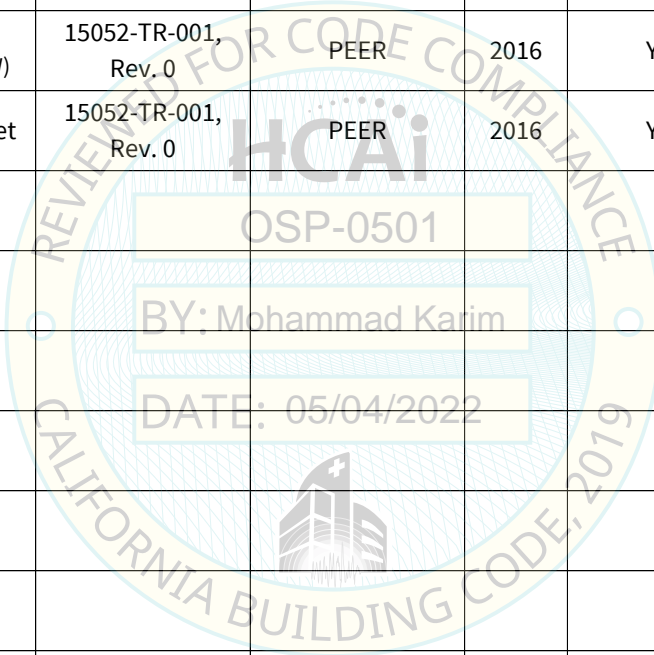 15052-TR-001,
Rev. 0
PEER
2016
Y
)
15052-TR-001,
Rev. 0
PEER
2016
Y
et
REVIEWED FOR CODE COMPLIANCE
HCAi
OSP-0501
BY: Mohammad Karim
DATE: 05/04/2022
CALIFORNIA BUILDING CODE, 2019